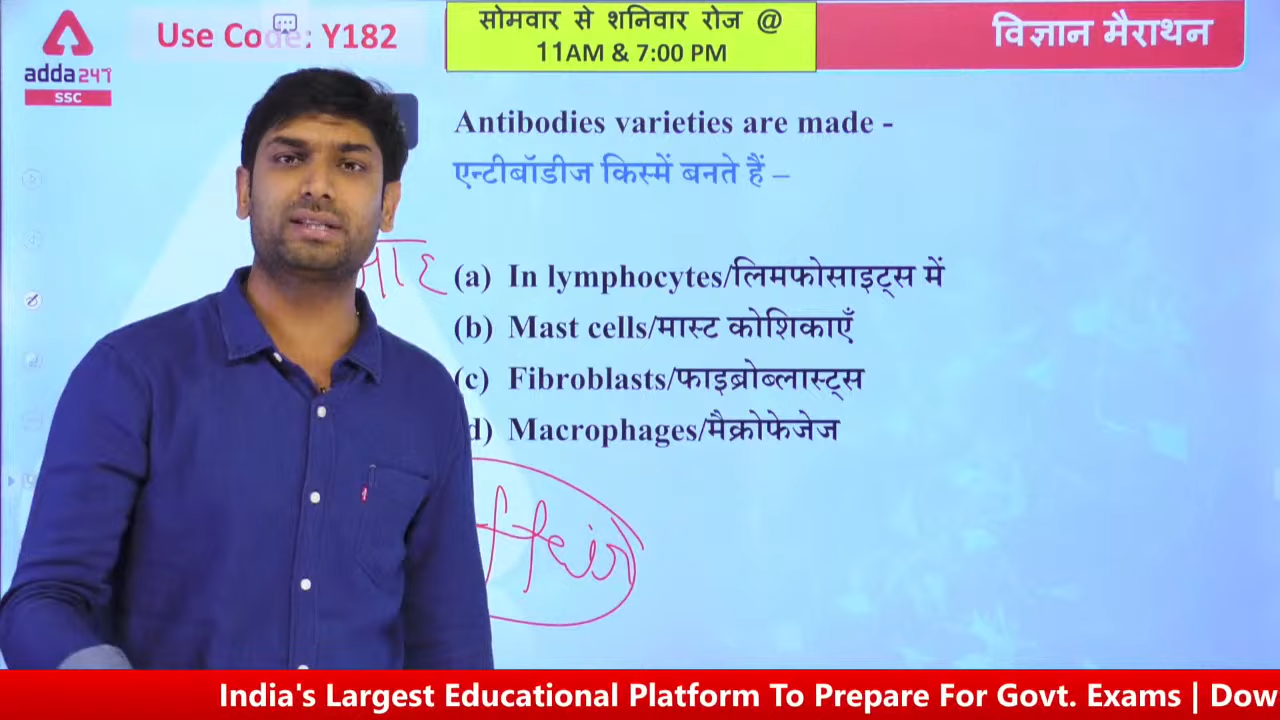 adda247
SSC
Use Code: Y182
सोमवार से शनिवार रोज @
11AM & 7:00 PM
विज्ञान मैराथन
Antibodies varieties are made -
एन्टीबॉडीज किस्में बनते हैं –
(a) In lymphocytes/लिमफोसाइट्स में
(b) Mast cells/मास्ट कोशिकाएँ
(c) Fibroblasts/फाइब्रोब्लास्ट्स
d) Macrophages/मैक्रोफेजेज
India's Largest Educational Platform To Prepare For Govt. Exams | Dow